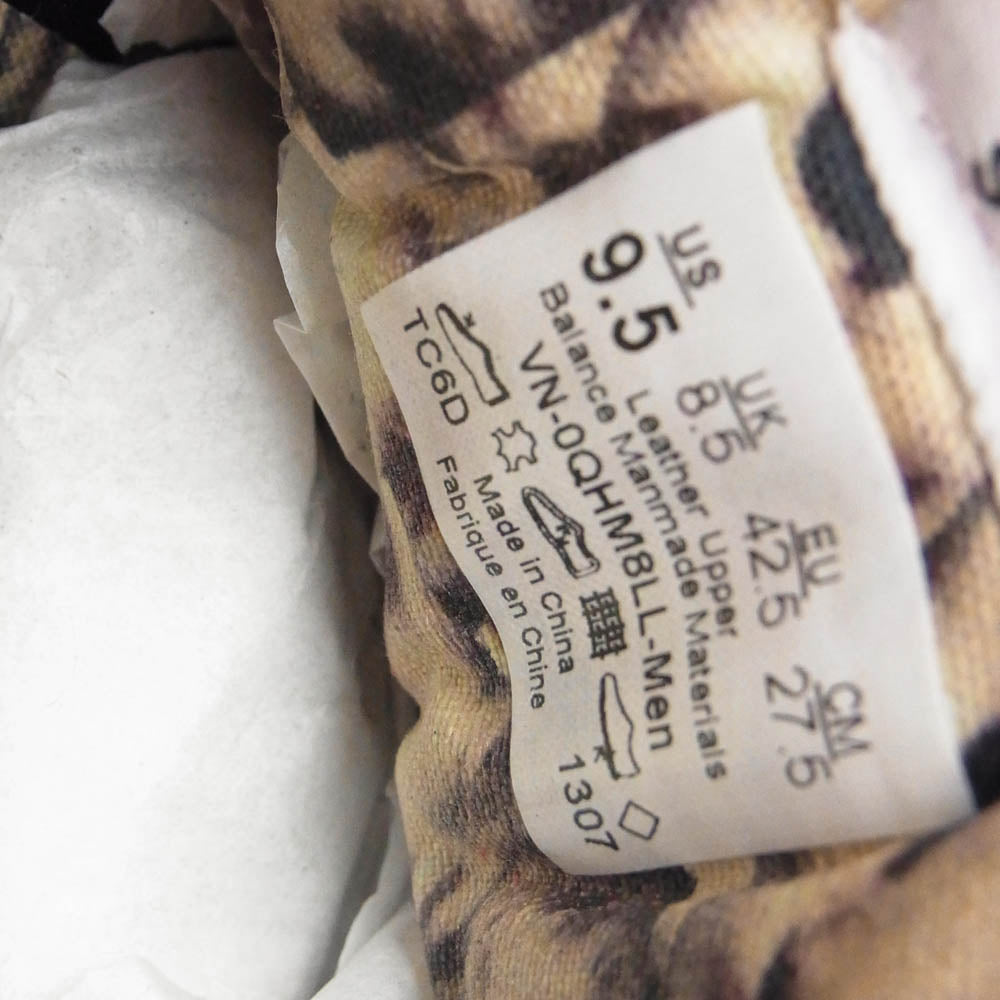 US UK EU CM
9.5 8.5 42.5 27.5
Leather Upper
Balance Manmade Materials
VN-0QHM8LL-Men
Made in China
Fabrique en Chine
TC6D 1307